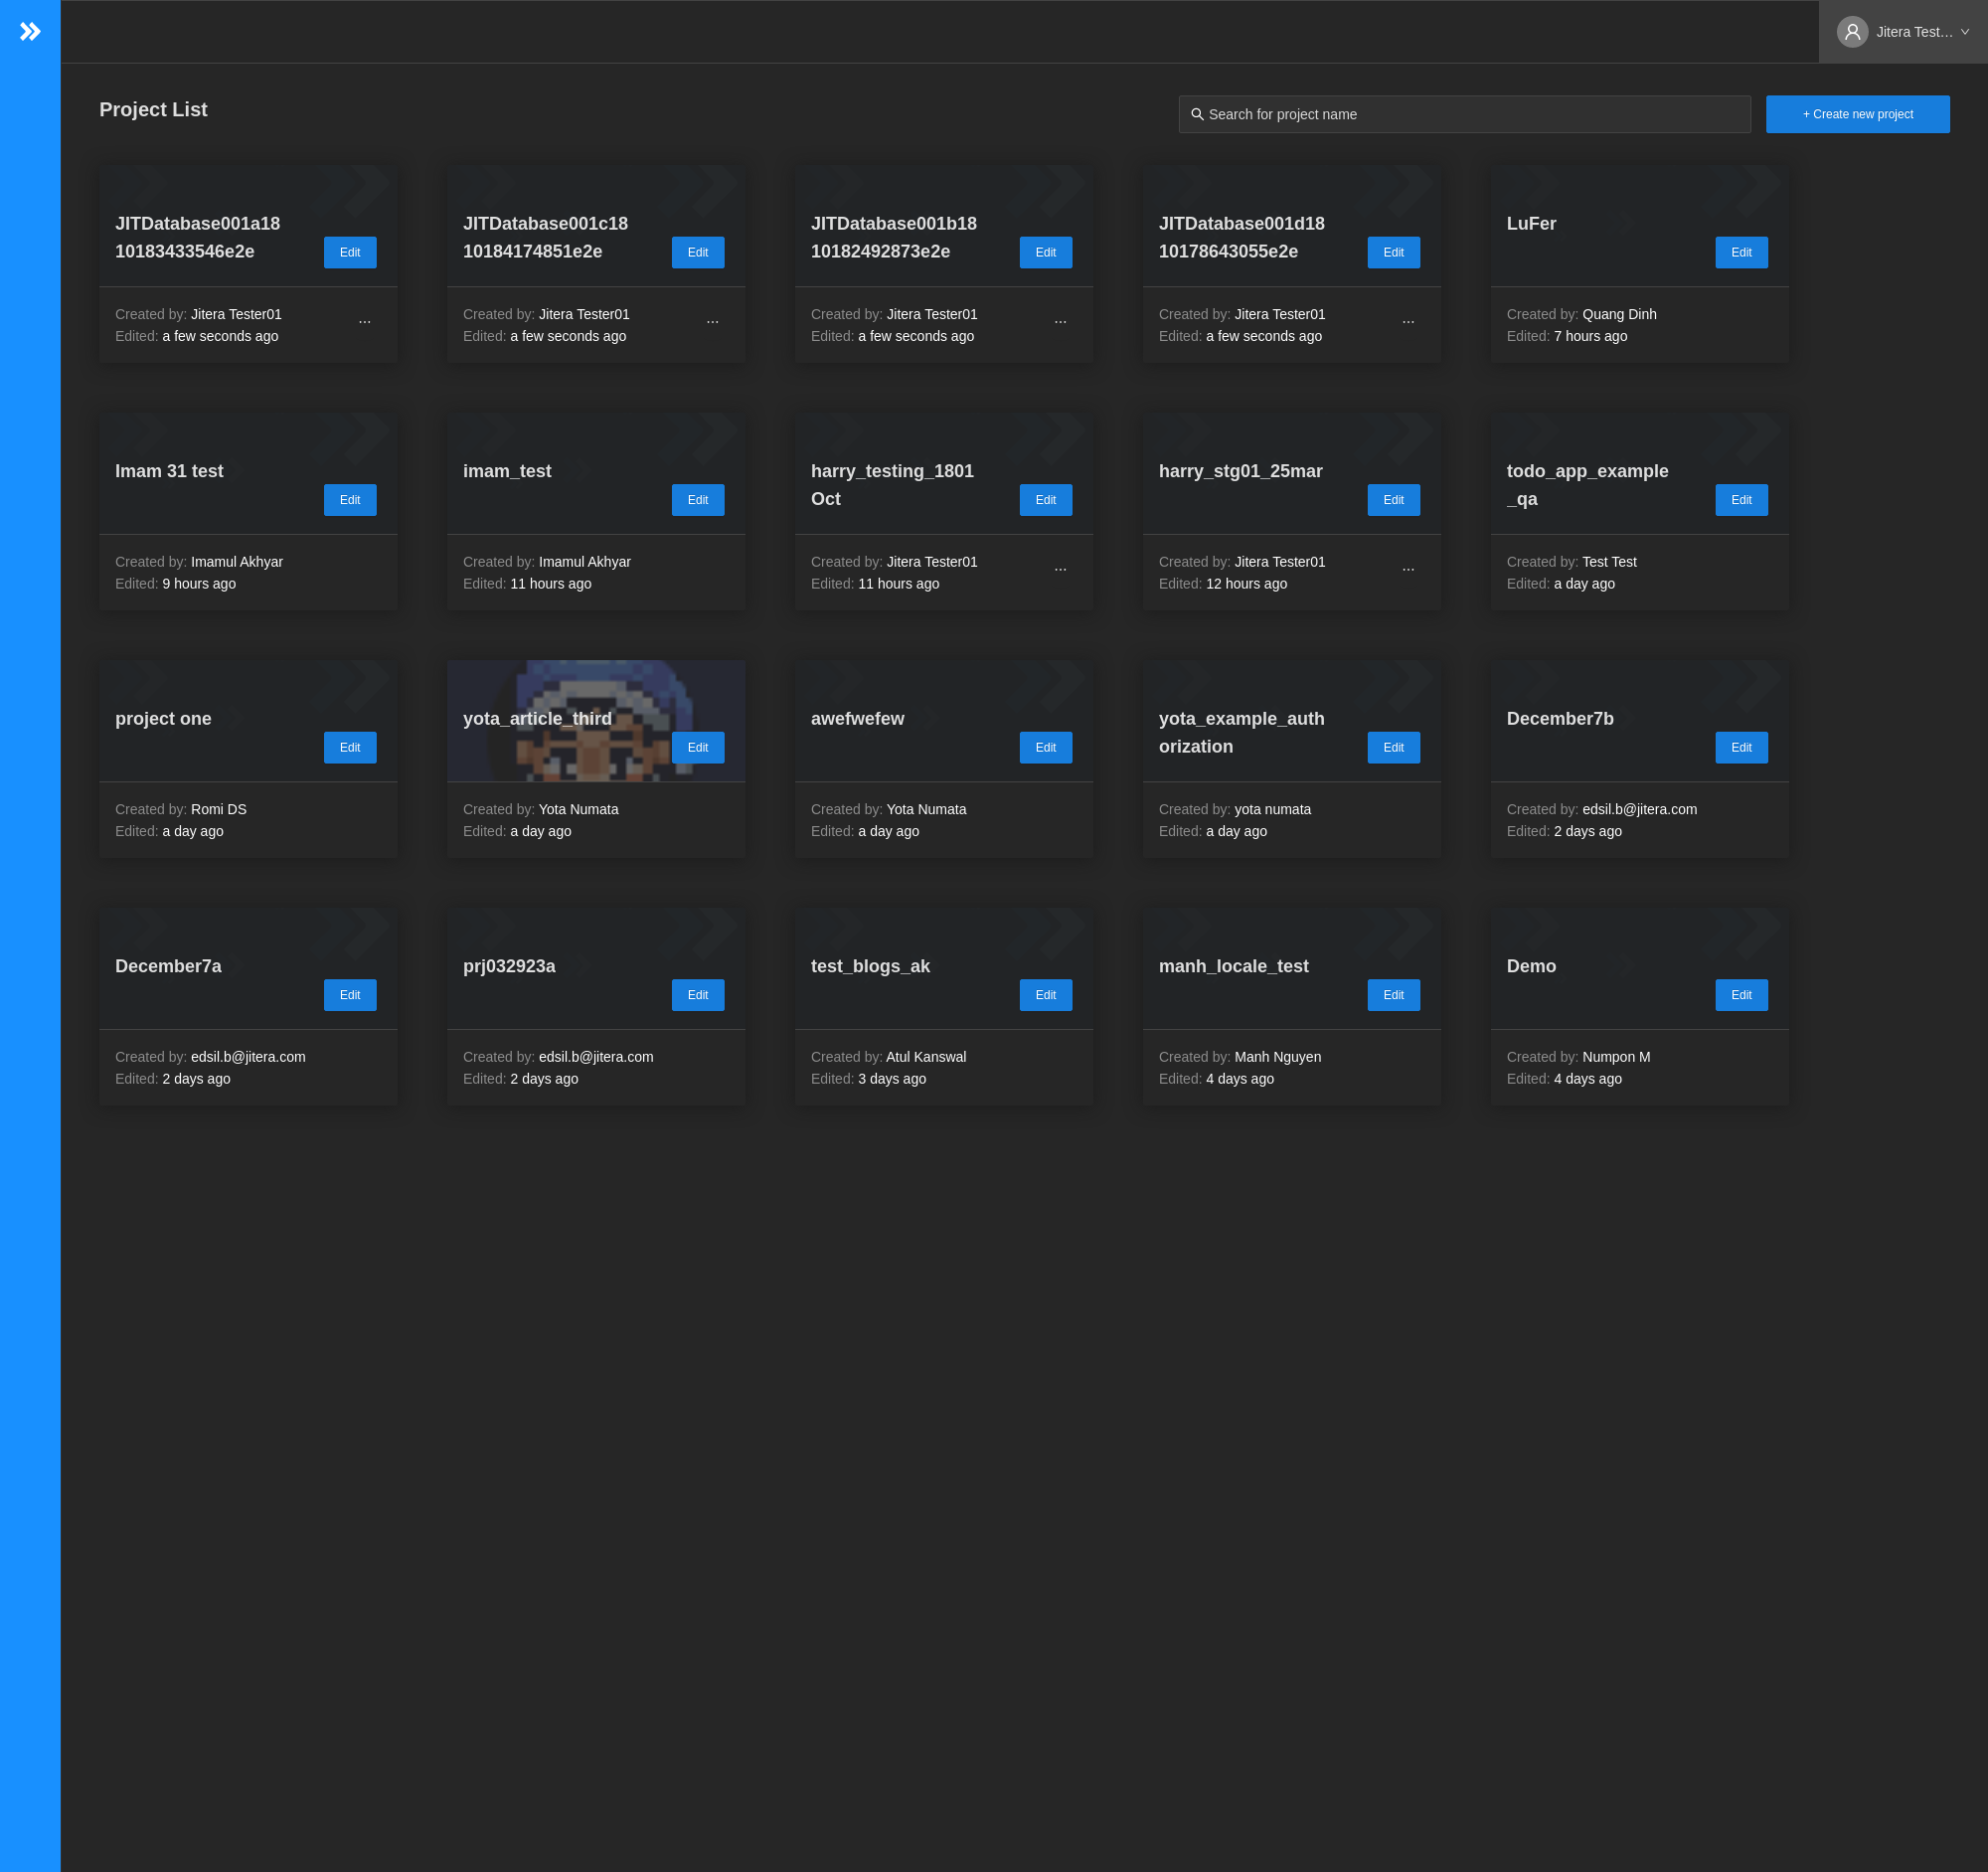 Jitera Test...
Project List
Search for project name
+ Create new project
JITDatabase001a18
10183433546e2e
Edit
Created by: Jitera Tester01
...
Edited: a few seconds ago
JITDatabase001c18
10184174851e2e
Edit
Created by: Jitera Tester01
...
Edited: a few seconds ago
JITDatabase001b18
10182492873e2e
Edit
Created by: Jitera Tester01
...
Edited: a few seconds ago
JITDatabase001d18
10178643055e2e
Edit
Created by: Jitera Tester01
...
Edited: a few seconds ago
LuFer
Edit
Created by: Quang Dinh
Edited: 7 hours ago
Imam 31 test
Edit
Created by: Imamul Akhyar
Edited: 9 hours ago
imam_test
Edit
Created by: Imamul Akhyar
Edited: 11 hours ago
harry_testing_1801
Oct
Edit
Created by: Jitera Tester01
...
Edited: 11 hours ago
harry_stg01_25mar
Edit
Created by: Jitera Tester01
...
Edited: 12 hours ago
todo_app_example
_qa
Edit
Created by: Test Test
Edited: a day ago
project one
Edit
Created by: Romi DS
Edited: a day ago
yota_article_third
Edit
Created by: Yota Numata
Edited: a day ago
awefwefew
Edit
Created by: Yota Numata
Edited: a day ago
yota_example_auth
orization
Edit
Created by: yota numata
Edited: a day ago
December7b
Edit
Created by: edsil.b@jitera.com
Edited: 2 days ago
December7a
Edit
Created by: edsil.b@jitera.com
Edited: 2 days ago
prj032923a
Edit
Created by: edsil.b@jitera.com
Edited: 2 days ago
test_blogs_ak
Edit
Created by: Atul Kanswal
Edited: 3 days ago
manh_locale_test
Edit
Created by: Manh Nguyen
Edited: 4 days ago
Demo
Edit
Created by: Numpon M
Edited: 4 days ago